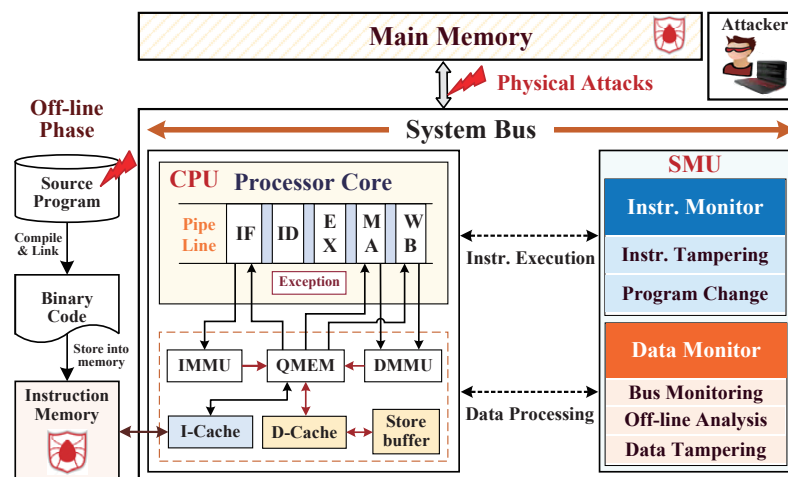 Main Memory
Attacker
Physical Attacks
Off-line
Phase
System Bus
Source
Program
Compile
& Link
Binary
Code
Store into
memory
Instruction
Memory
CPU Processor Core
Pipe
Line
IF
ID
E
X
M
A
W
B
Exception
IMMU
QMEM
DMMU
I-Cache
D-Cache
Store
buffer
Instr. Execution
Data Processing
SMU
Instr. Monitor
Instr. Tampering
Program Change
Data Monitor
Bus Monitoring
Off-line Analysis
Data Tampering